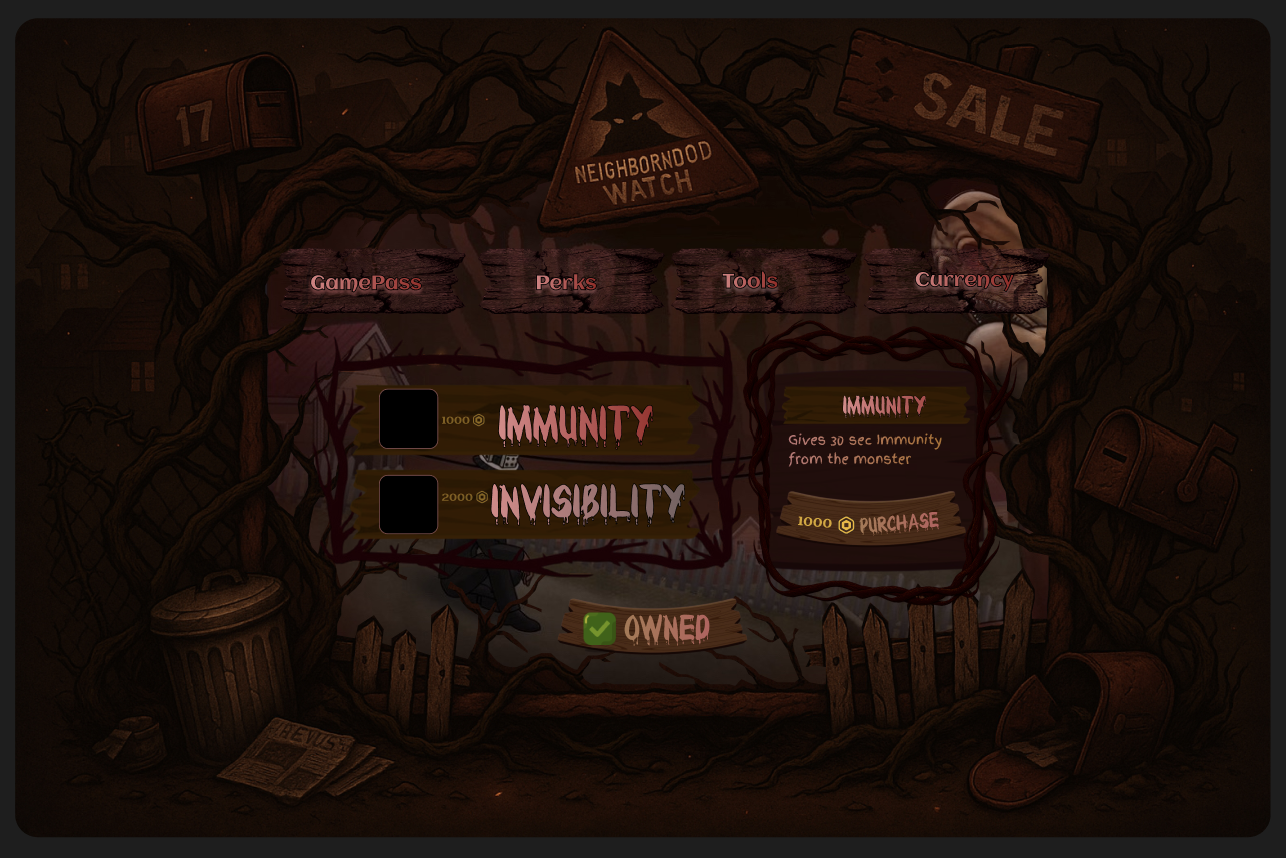 17
NEIGHBORNDOD
WATCH
SALE
GamePass
Perks
Tools
Currency
1000
IMMUNITY
2000
INVISIBILITY
IMMUNITY
Gives 30 sec Immunity
from the monster
1000
PURCHASE
OWNED